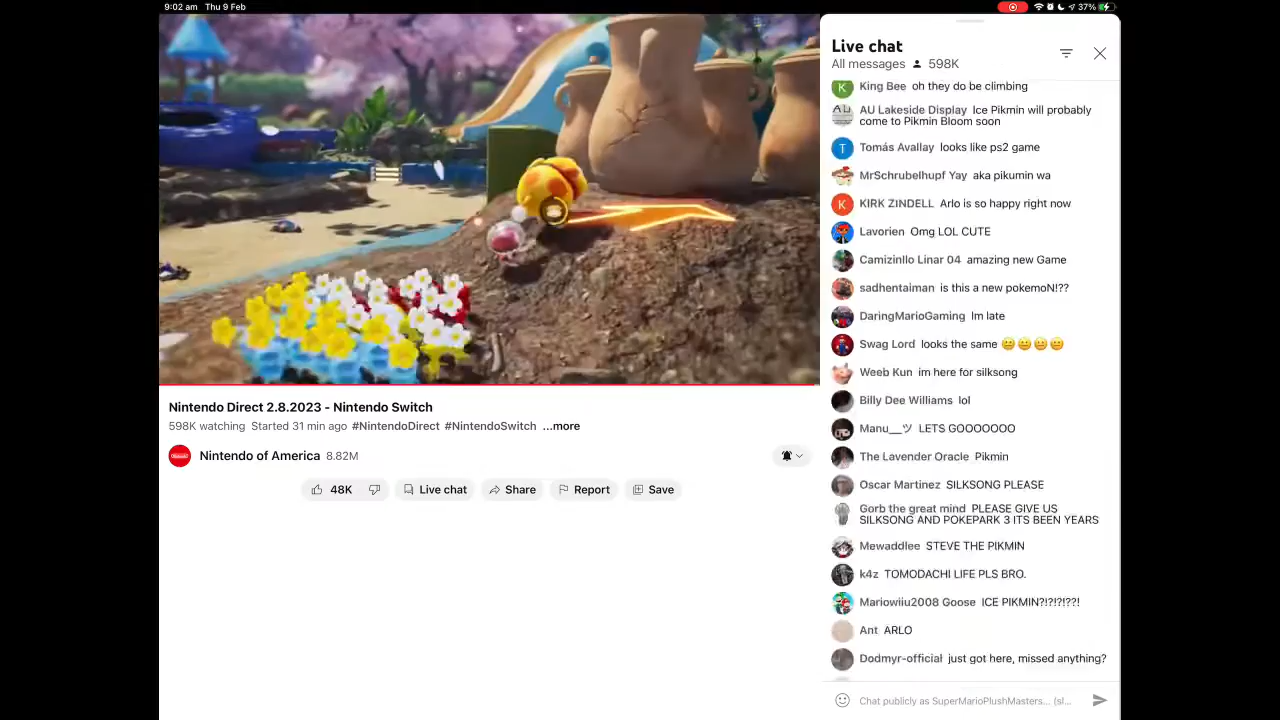 9:02 am Thu 9 Feb
37%
Live chat
All messages 598K
K King Bee oh they do be climbing
AU AU Lakeside Display Ice Pikmin will probably
come to Pikmin Bloom soon
T Tomás Avallay looks like ps2 game
MrSchrubelhupf Yay aka pikumin wa
K KIRK ZINDELL Arlo is so happy right now
Lavorien Omg LOL CUTE
Camizinllo Linar 04 amazing new Game
sadhentaiman is this a new pokemoN!??
DaringMarioGaming Im late
Swag Lord looks the same 😑😑😑😑
Weeb Kun im here for silksong
Billy Dee Williams lol
Manu__ツ LETS GOOOOOOO
The Lavender Oracle Pikmin
Oscar Martinez SILKSONG PLEASE
Gorb the great mind PLEASE GIVE US
SILKSONG AND POKEPARK 3 ITS BEEN YEARS
Mewaddlee STEVE THE PIKMIN
k4z TOMODACHI LIFE PLS BRO.
Mariowiiu2008 Goose ICE PIKMIN?!?!?!??!
Ant ARLO
Dodmyr-official just got here, missed anything?
Chat publicly as SuperMarioPlushMasters... (sl...
Nintendo Direct 2.8.2023 - Nintendo Switch
598K watching Started 31 min ago #NintendoDirect #NintendoSwitch ...more
Nintendo of America 8.82M
48K Live chat Share Report Save